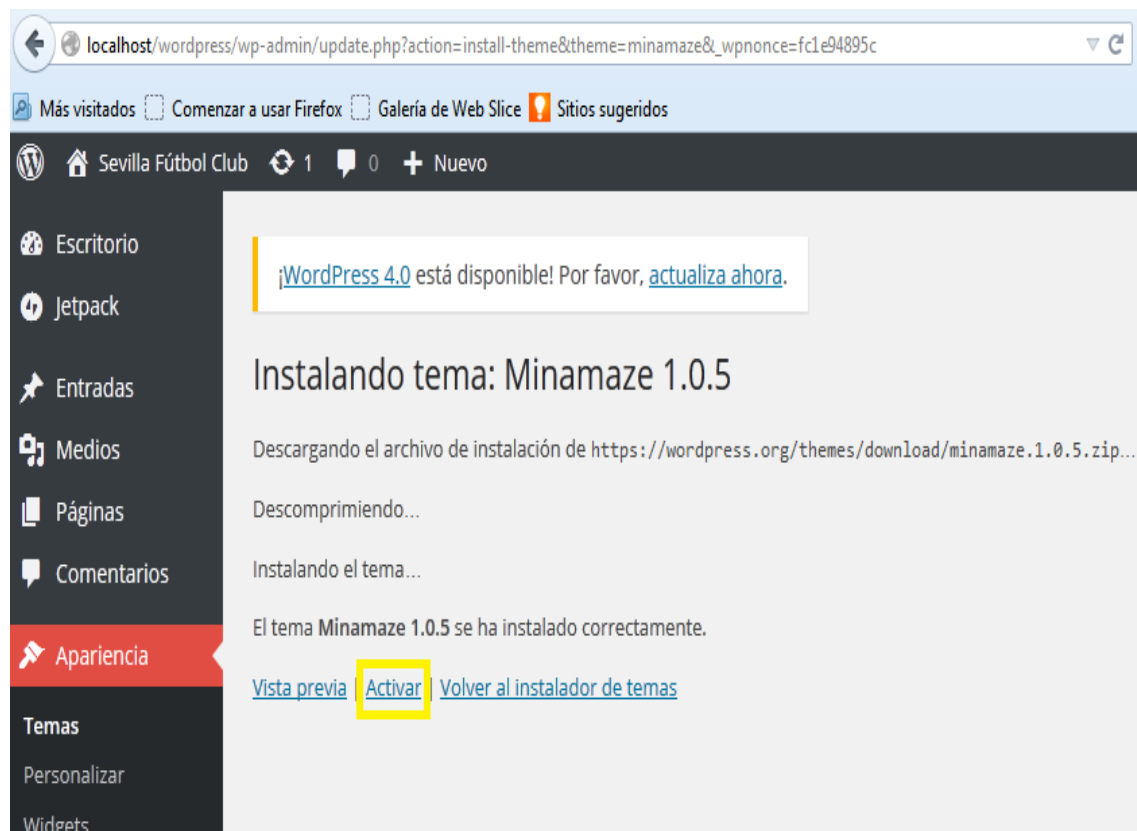 localhost/wordpress/wp-admin/update.php?action=install-theme&theme=minamaze&_wpnonce=fc1e94895c
Más visitados Comenzar a usar Firefox Galería de Web Slice Sitios sugeridos
Sevilla Fútbol Club 1 0 + Nuevo
Escritorio
Jetpack
Entradas
Medios
Páginas
Comentarios
Apariencia
Temas
Personalizar
Widgets
¡WordPress 4.0 está disponible! Por favor, actualiza ahora.
Instalando tema: Minamaze 1.0.5
Descargando el archivo de instalación de https://wordpress.org/themes/download/minamaze.1.0.5.zip…
Descomprimiendo…
Instalando el tema…
El tema Minamaze 1.0.5 se ha instalado correctamente.
Vista previa | Activar | Volver al instalador de temas